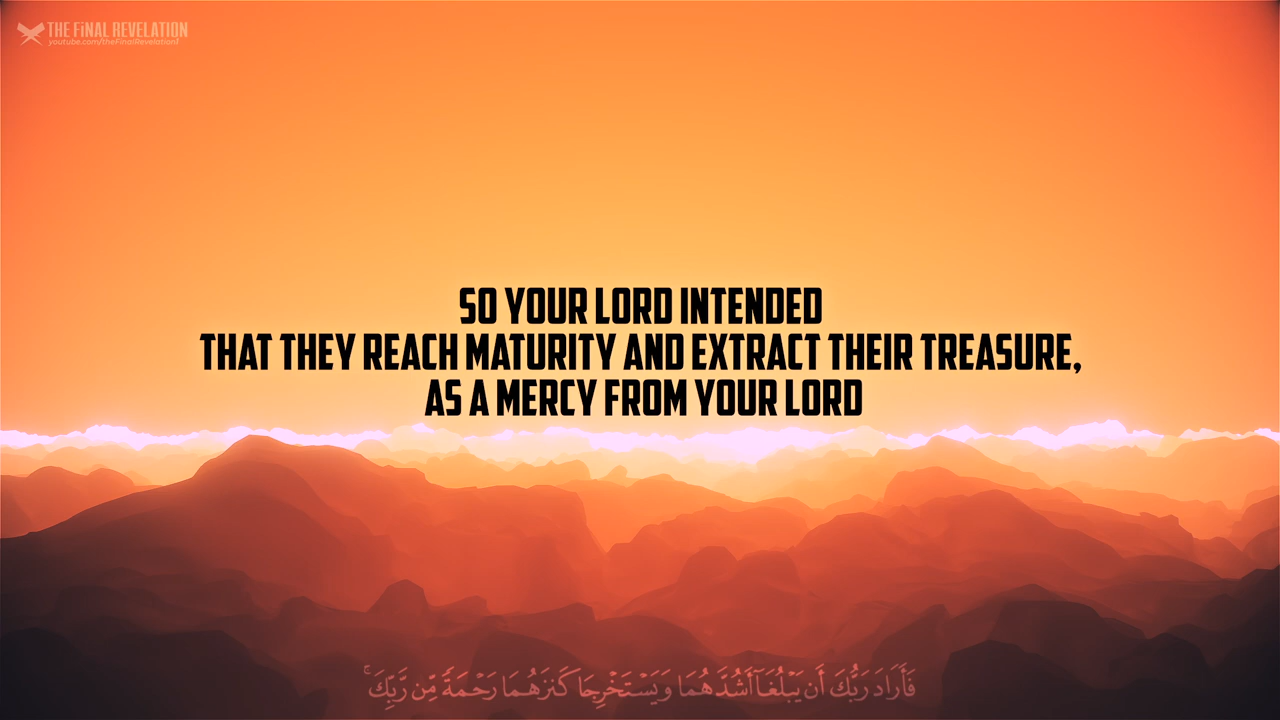 THE FiNAL REVELATION
youtube.com/theFinalRevelation1
SO YOUR LORD INTENDED
THAT THEY REACH MATURITY AND EXTRACT THEIR TREASURE,
AS A MERCY FROM YOUR LORD
فَأَرَادَ رَبُّكَ أَن يَبْلُغَآ أَشُدَّهُمَا وَيَسْتَخْرِجَا كَنزَهُمَا رَحْمَةً مِّن رَّبِّكَ ۚ